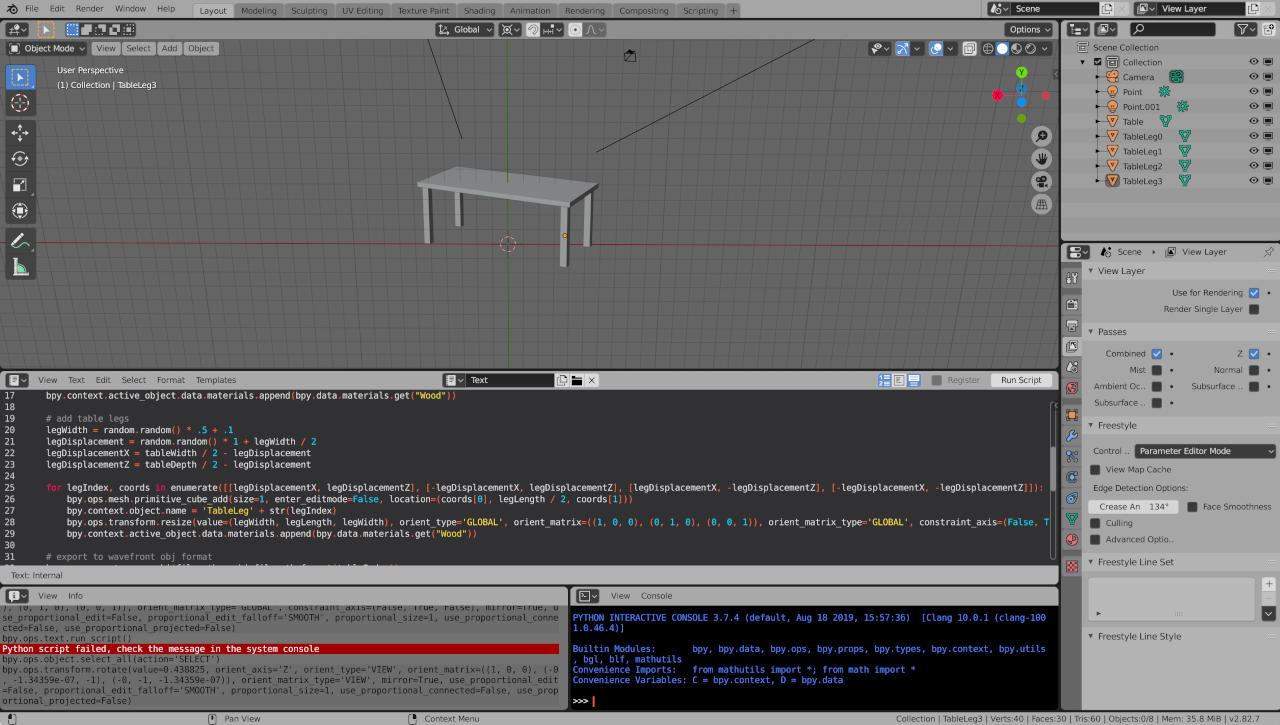 File Edit Render Window Help Layout Modeling Sculpting UV Editing Texture Paint Shading Animation Rendering Compositing Scripting + Scene View Layer
Global Options
Object Mode View Select Add Object
User Perspective
(1) Collection | TableLeg3
Y
Z
Scene Collection
Collection
Camera
Point
Point.001
Table
TableLeg0
TableLeg1
TableLeg2
TableLeg3
Scene View Layer
View Layer
Use for Rendering
Render Single Layer
Passes
Combined Z
Mist Normal
Ambient Oc.. Subsurface ..
Subsurface ..
Freestyle
Control .. Parameter Editor Mode
View Map Cache
Edge Detection Options:
Crease An 134° Face Smoothness
Culling
Advanced Optio..
Freestyle Line Set
Freestyle Line Style
View Text Edit Select Format Templates Text Register Run Script
17 bpy.context.active_object.data.materials.append(bpy.data.materials.get("Wood"))
18
19 # add table legs
20 legWidth = random.random() * .5 + .1
21 legDisplacement = random.random() * 1 + legWidth / 2
22 legDisplacementX = tableWidth / 2 - legDisplacement
23 legDisplacementZ = tableDepth / 2 - legDisplacement
24
25 for legIndex, coords in enumerate([[legDisplacementX, legDisplacementZ], [-legDisplacementX, legDisplacementZ], [legDisplacementX, -legDisplacementZ], [-legDisplacementX, -legDisplacementZ]]):
26 bpy.ops.mesh.primitive_cube_add(size=1, enter_editmode=False, location=(coords[0], legLength / 2, coords[1]))
27 bpy.context.object.name = 'TableLeg' + str(legIndex)
28 bpy.ops.transform.resize(value=(legWidth, legLength, legWidth), orient_type='GLOBAL', orient_matrix=((1, 0, 0), (0, 1, 0), (0, 0, 1)), orient_matrix_type='GLOBAL', constraint_axis=(False, T
29 bpy.context.active_object.data.materials.append(bpy.data.materials.get("Wood"))
30
31 # export to wavefront obj format
Text: Internal
View Info
), (0, 1, 0), (0, 0, 1)), orient_matrix_type='GLOBAL', constraint_axis=(False, True, False), mirror=True, u
se_proportional_edit=False, proportional_edit_falloff='SMOOTH', proportional_size=1, use_proportional_conne
cted=False, use_proportional_projected=False)
bpy.ops.text.run_script()
Python script failed, check the message in the system console
bpy.ops.object.select_all(action='SELECT')
bpy.ops.transform.rotate(value=0.438825, orient_axis='Z', orient_type='VIEW', orient_matrix=((1, 0, 0), (-0
, -1.34359e-07, -1), (-0, -1, -1.34359e-07)), orient_matrix_type='VIEW', mirror=True, use_proportional_edit
=False, proportional_edit_falloff='SMOOTH', proportional_size=1, use_proportional_connected=False, use_prop
ortional_projected=False)
View Console
PYTHON INTERACTIVE CONSOLE 3.7.4 (default, Aug 18 2019, 15:57:36) [Clang 10.0.1 (clang-100
1.0.46.4)]
Builtin Modules: bpy, bpy.data, bpy.ops, bpy.props, bpy.types, bpy.context, bpy.utils
, bgl, blf, mathutils
Convenience Imports: from mathutils import *; from math import *
Convenience Variables: C = bpy.context, D = bpy.data
>>>
Pan View Context Menu Collection | TableLeg3 | Verts:40 | Faces:30 | Tris:60 | Objects:0/8 | Mem: 35.8 MiB | v2.82.7